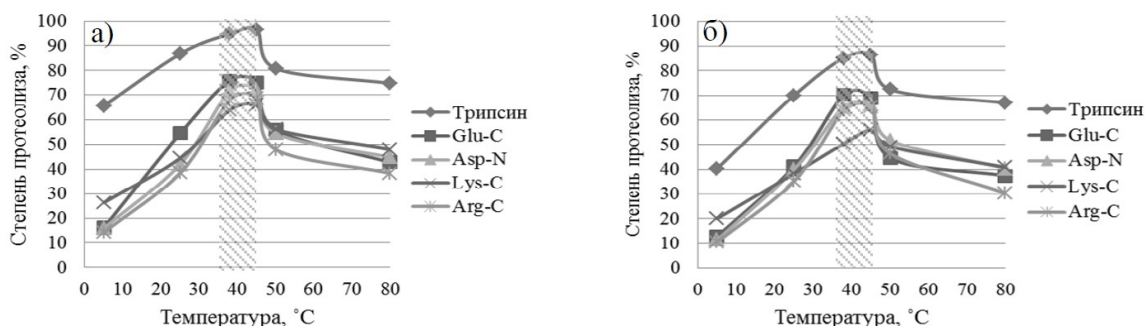 а)
Степень протеолиза, %
100
90
80
70
60
50
40
30
20
10
0
0 10 20 30 40 50 60 70 80
Температура, ˚С
Трипсин
Glu-C
Asp-N
Lys-C
Arg-C
б)
Степень протеолиза, %
100
90
80
70
60
50
40
30
20
10
0
0 10 20 30 40 50 60 70 80
Температура, ˚С
Трипсин
Glu-C
Asp-N
Lys-C
Arg-C